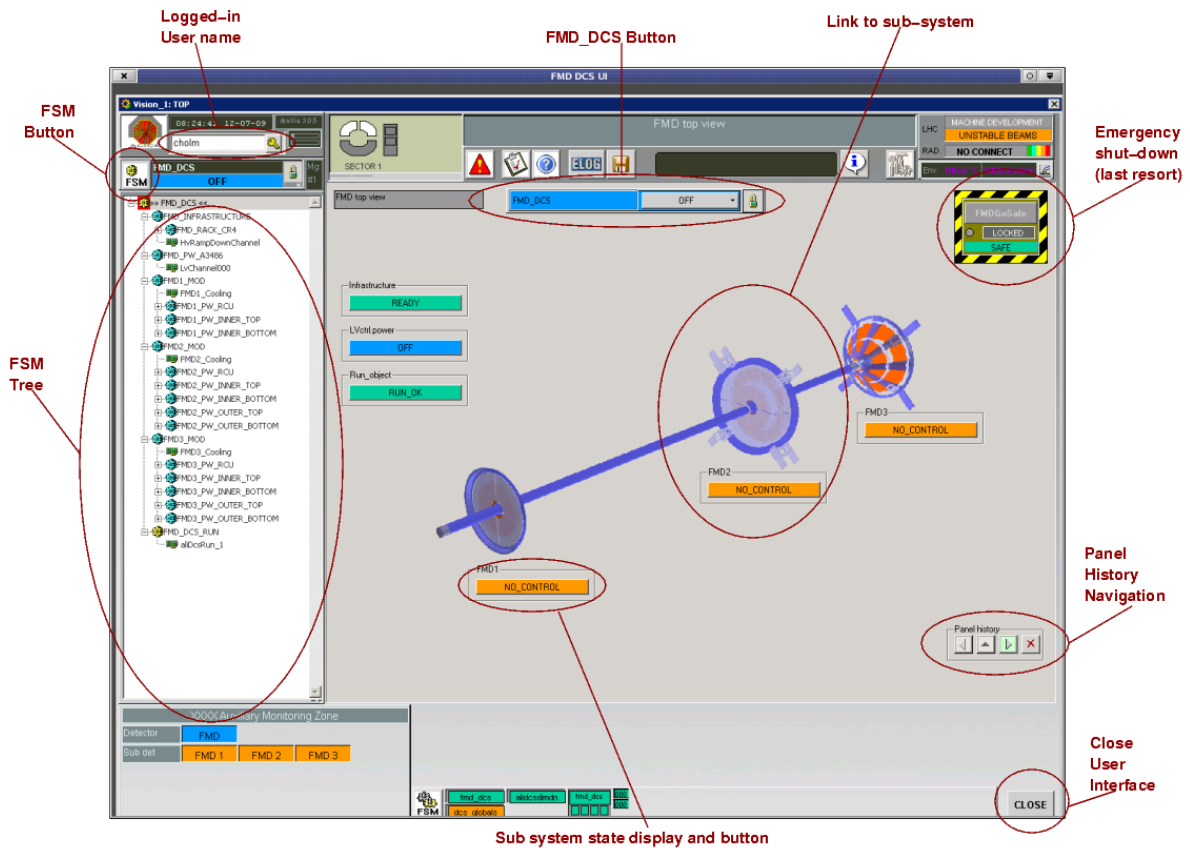 Logged-in
User name
FMD_DCS Button
Link to sub-system
FSM
Button
Emergency
shut-down
(last resort)
FSM
Tree
Panel
History
Navigation
Close
User
Interface
Sub system state display and button
FMD DCS UI
Vision_1: TOP
08:24:41 12-07-09
cholm
FSM
FMD_DCS
OFF
Mg
#1
SECTOR 1
ELOG
FMD top view
LHC
MACHINE DEVELOPMENT
UNSTABLE BEAMS
RAD
NO CONNECT
Env.
>> FMD_DCS <<
FMD_INFRASTRUCTURE
FMD_RACK_CR4
HvRampDownChannel
FMD_PW_A3486
LvChannel000
FMD1_MOD
FMD1_Cooling
FMD1_PW_RCU
FMD1_PW_INNER_TOP
FMD1_PW_INNER_BOTTOM
FMD2_MOD
FMD2_Cooling
FMD2_PW_RCU
FMD2_PW_INNER_TOP
FMD2_PW_INNER_BOTTOM
FMD2_PW_OUTER_TOP
FMD2_PW_OUTER_BOTTOM
FMD3_MOD
FMD3_Cooling
FMD3_PW_RCU
FMD3_PW_INNER_TOP
FMD3_PW_INNER_BOTTOM
FMD3_PW_OUTER_TOP
FMD3_PW_OUTER_BOTTOM
FMD_DCS_RUN
aliDcsRun_1
FMD top view
FMD_DCS OFF
FMDGoSafe
LOCKED
SAFE
Infrastructure
READY
LVctrl.power
OFF
Run_object
RUN_OK
FMD3
NO_CONTROL
FMD2
NO_CONTROL
FMD1
NO_CONTROL
Panel history
XXXX Auxiliary Monitoring Zone
Detector FMD
Sub det FMD 1 FMD 2 FMD 3
FSM
fmd_dcs
alidcsdimdn
fmd_dcs
dcs_globals
CLOSE